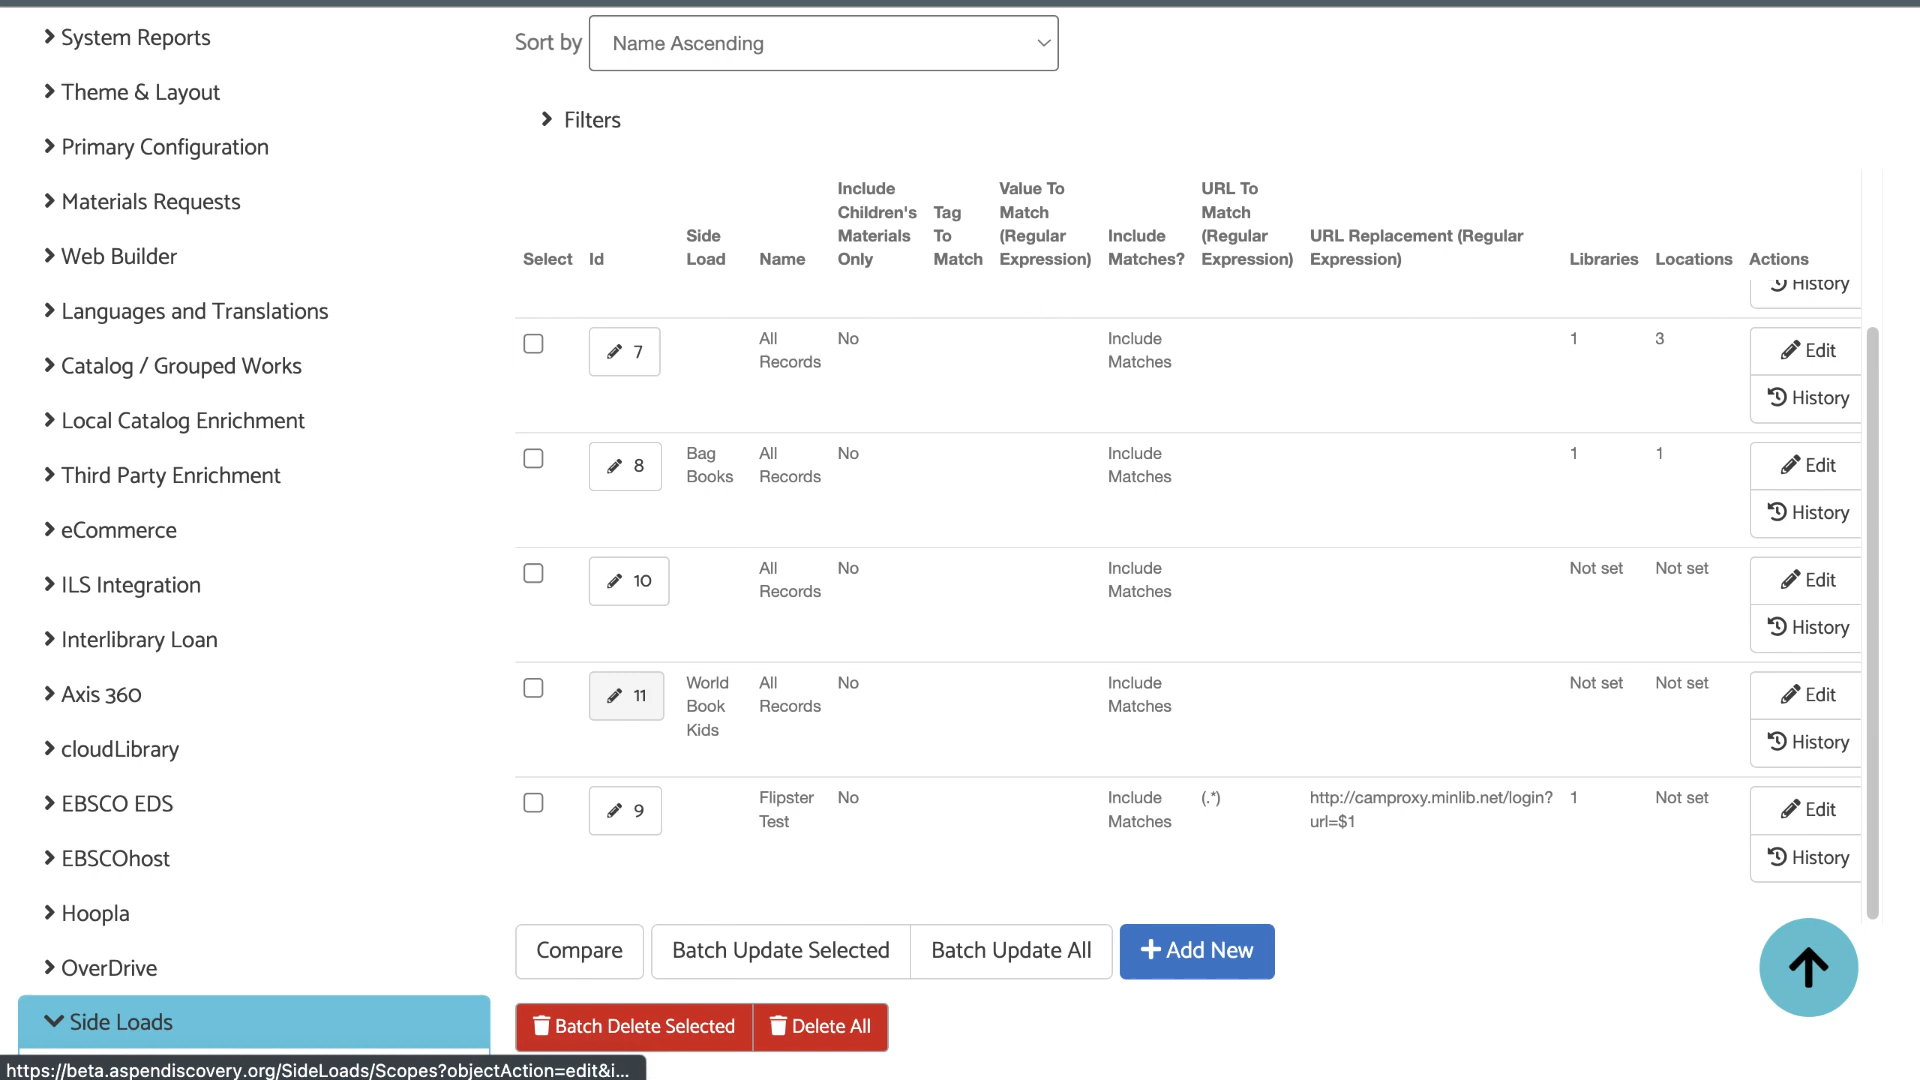 System Reports
Theme & Layout
Primary Configuration
Materials Requests
Web Builder
Languages and Translations
Catalog / Grouped Works
Local Catalog Enrichment
Third Party Enrichment
eCommerce
ILS Integration
Interlibrary Loan
Axis 360
cloudLibrary
EBSCO EDS
EBSCOhost
Hoopla
OverDrive
Side Loads
Sort by Name Ascending
Filters
Select
Id
Side
Load
Name
Include
Children's
Materials
Only
Tag
To
Match
Value To
Match
(Regular
Expression)
Include
Matches?
URL To
Match
(Regular
Expression)
URL Replacement (Regular
Expression)
Libraries
Locations
Actions
History
7
All
Records
No
Include
Matches
1
3
Edit
History
8
Bag
Books
All
Records
No
Include
Matches
1
1
Edit
History
10
All
Records
No
Include
Matches
Not set
Not set
Edit
History
11
World
Book
Kids
All
Records
No
Include
Matches
Not set
Not set
Edit
History
9
Flipster
Test
No
Include
Matches
(.*)
http://camproxy.minlib.net/login?
url=$1
1
Not set
Edit
History
Compare
Batch Update Selected
Batch Update All
Add New
Batch Delete Selected
Delete All
https://beta.aspendiscovery.org/SideLoads/Scopes?objectAction=edit&i...